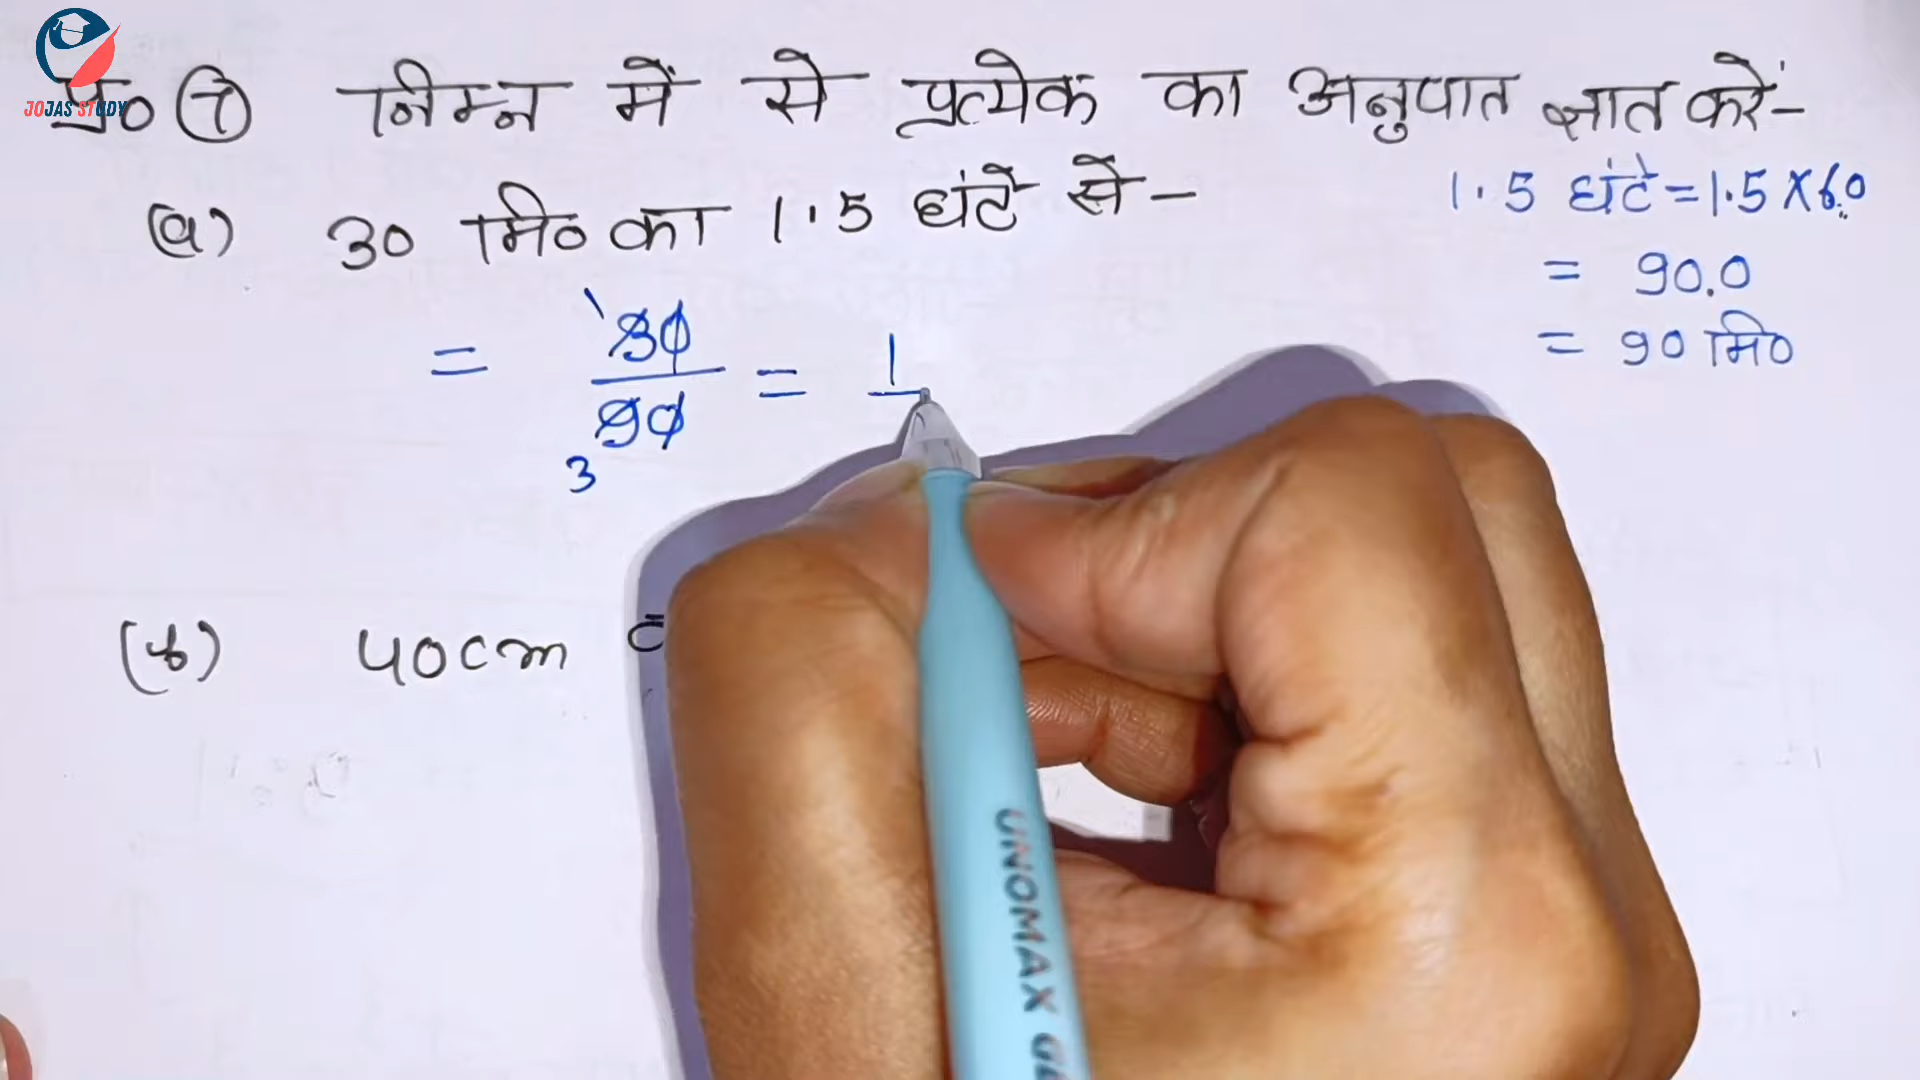 JOJAS STUDY
प्र० 7 निम्न में से प्रत्येक का अनुपात ज्ञात करें-
(a) 30 मि० का 1.5 घंटे से -
1.5 घंटे = 1.5 × 60
= 90.0
= 90 मि०
= 30/90 = 1
1
3
(b) 40cm
UNOMAX